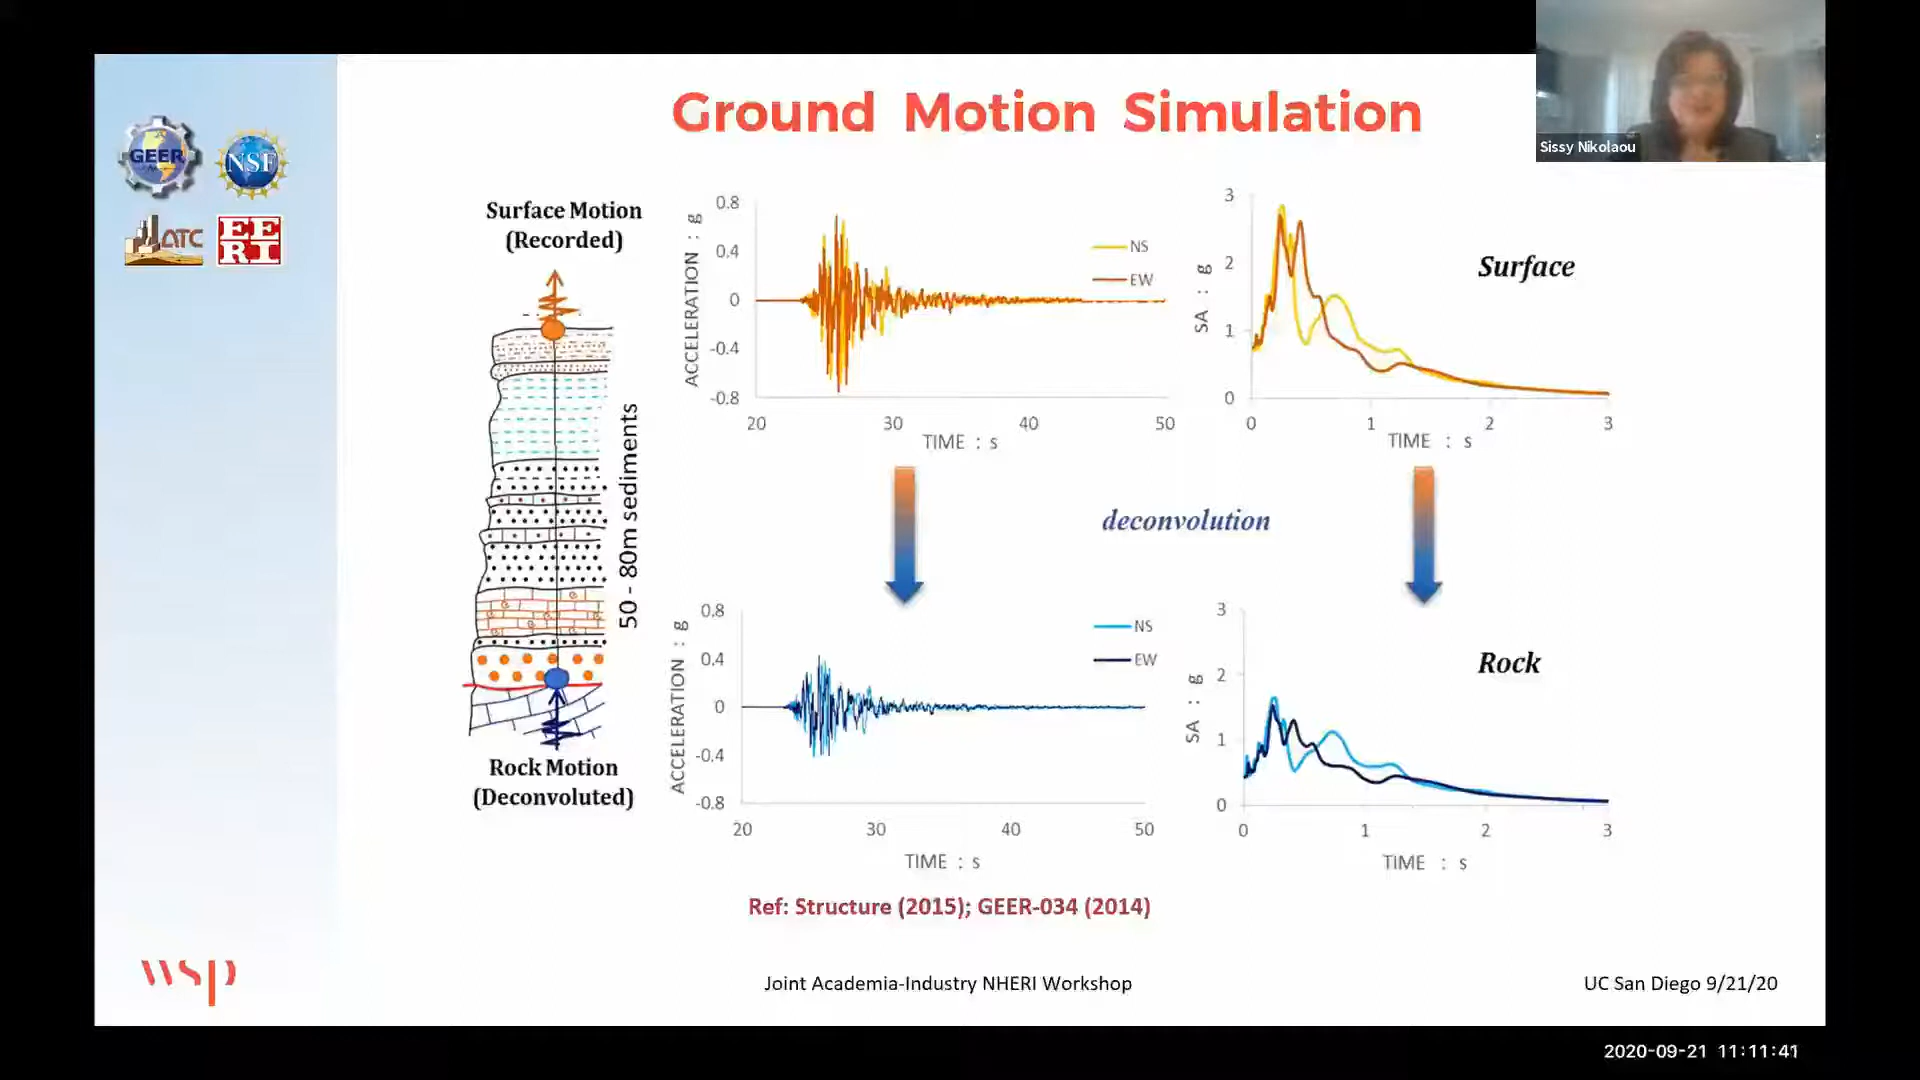 Ground Motion Simulation
Sissy Nikolaou
GEER
NSF
ATC
EE
RI
Surface Motion
(Recorded)
50 - 80m sediments
Rock Motion
(Deconvoluted)
ACCELERATION : g
0.8
0.4
0
-0.4
-0.8
20 30 40 50
TIME : s
NS
EW
SA : g
3
2
1
0
0 1 2 3
TIME : s
Surface
deconvolution
ACCELERATION : g
0.8
0.4
0
-0.4
-0.8
20 30 40 50
TIME : s
NS
EW
SA : g
3
2
1
0
0 1 2 3
TIME : s
Rock
Ref: Structure (2015); GEER-034 (2014)
wsp
Joint Academia-Industry NHERI Workshop
UC San Diego 9/21/20
2020-09-21 11:11:41